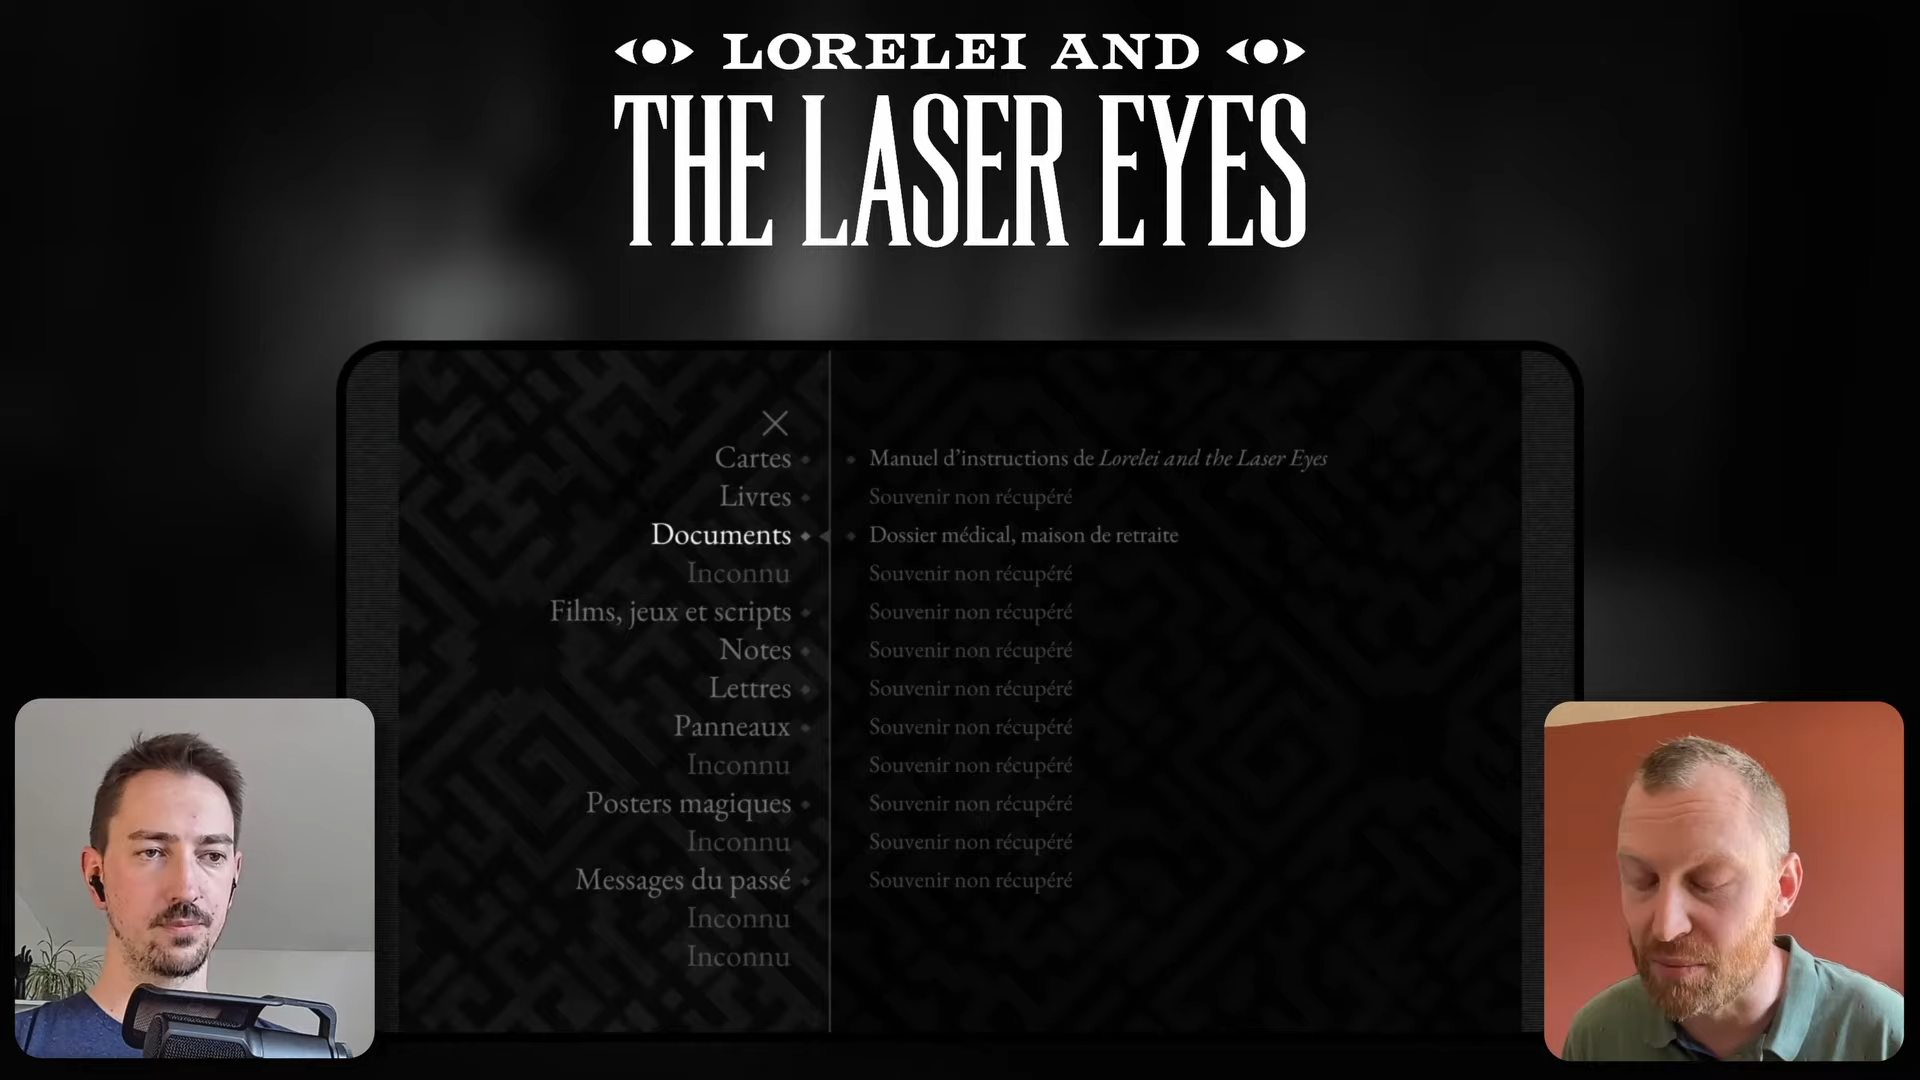 LORELEI AND
THE LASER EYES
Cartes
Livres
Documents
Inconnu
Films, jeux et scripts
Notes
Lettres
Panneaux
Inconnu
Posters magiques
Inconnu
Messages du passé
Inconnu
Inconnu
Manuel d’instructions de Lorelei and the Laser Eyes
Souvenir non récupéré
Dossier médical, maison de retraite
Souvenir non récupéré
Souvenir non récupéré
Souvenir non récupéré
Souvenir non récupéré
Souvenir non récupéré
Souvenir non récupéré
Souvenir non récupéré
Souvenir non récupéré
Souvenir non récupéré